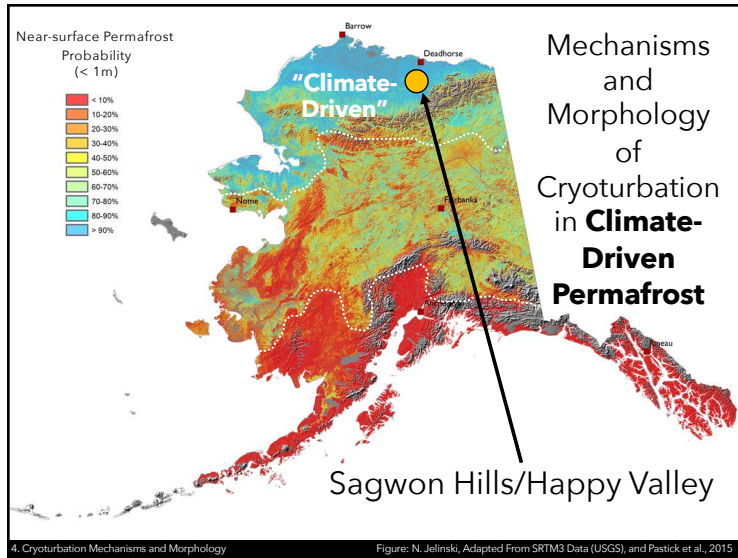 Near-surface Permafrost
Probability
(< 1m)
< 10%
10-20%
20-30%
30-40%
40-50%
50-60%
60-70%
70-80%
80-90%
> 90%
Barrow
Deadhorse
"Climate-
Driven"
Nome
Fairbanks
Mechanisms
and
Morphology
of
Cryoturbation
in Climate-
Driven
Permafrost
Sagwon Hills/Happy Valley
4. Cryoturbation Mechanisms and Morphology
Figure: N. Jelinski, Adapted From SRTM3 Data (USGS), and Pastick et al., 2015